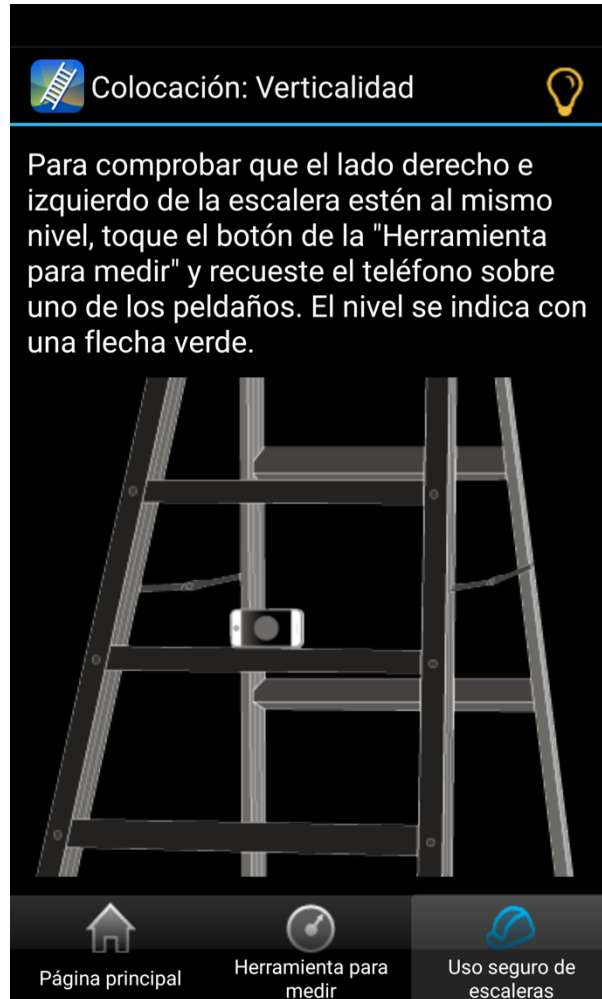 Colocación: Verticalidad
Para comprobar que el lado derecho e
izquierdo de la escalera estén al mismo
nivel, toque el botón de la "Herramienta
para medir" y recueste el teléfono sobre
uno de los peldaños. El nivel se indica con
una flecha verde.
Página principal
Herramienta para
medir
Uso seguro de
escaleras